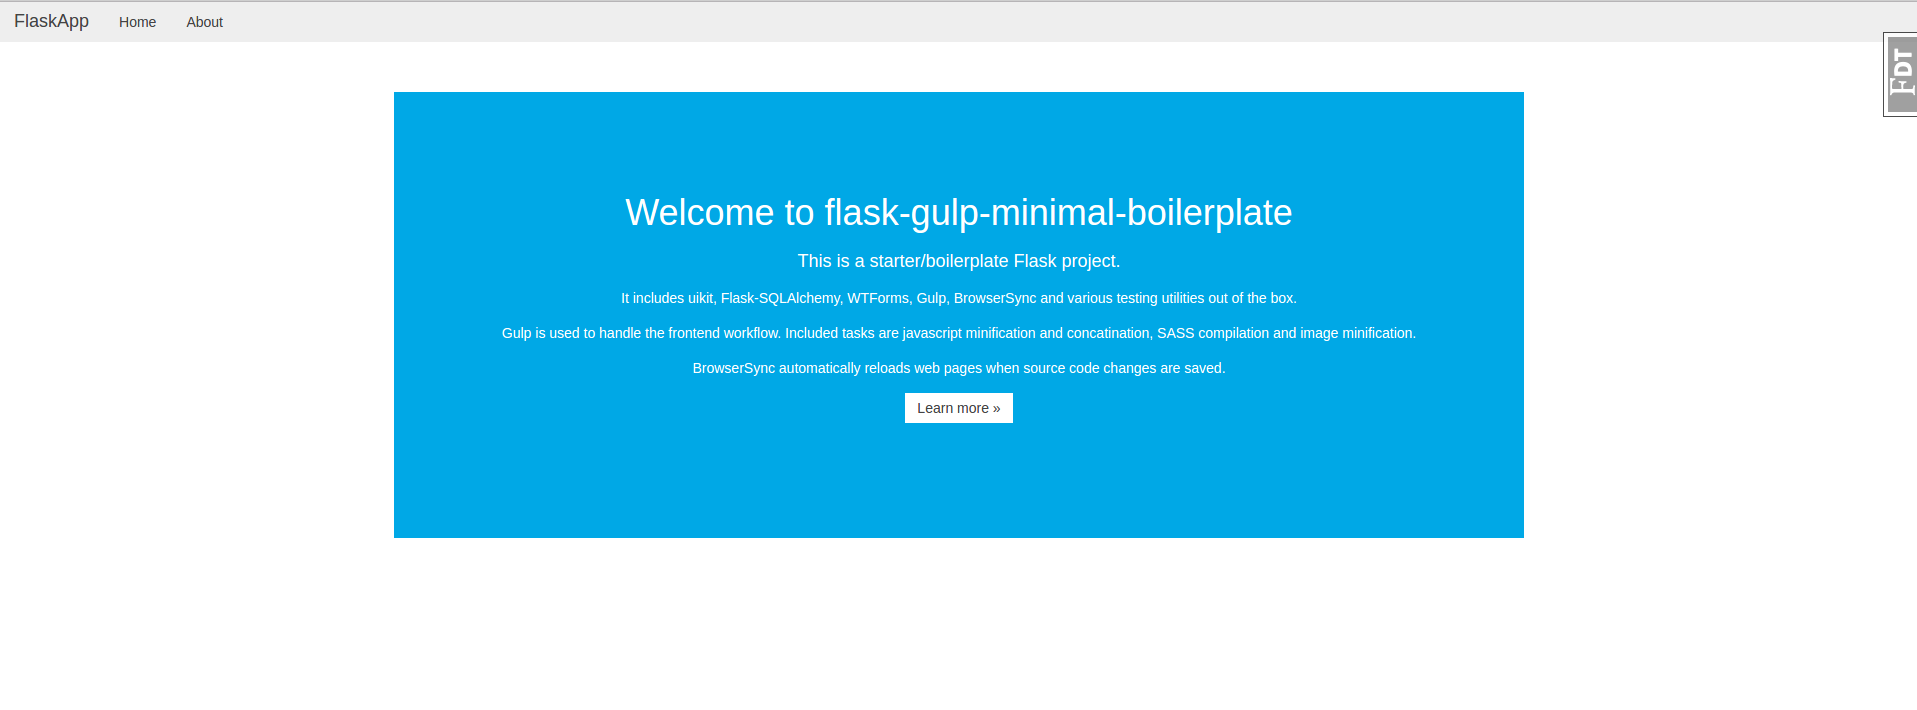 FlaskApp Home About
FDT
Welcome to flask-gulp-minimal-boilerplate
This is a starter/boilerplate Flask project.
It includes uikit, Flask-SQLAlchemy, WTForms, Gulp, BrowserSync and various testing utilities out of the box.
Gulp is used to handle the frontend workflow. Included tasks are javascript minification and concatination, SASS compilation and image minification.
BrowserSync automatically reloads web pages when source code changes are saved.
Learn more »